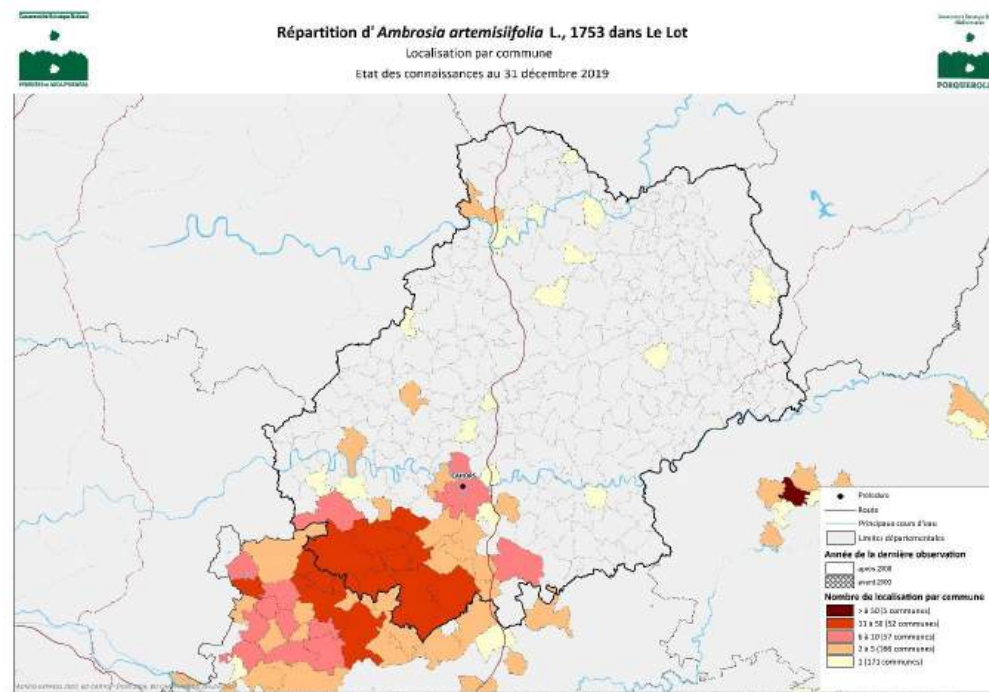 Répartition d' Ambrosia artemisiifolia L., 1753 dans Le Lot
Localisation par commune
Etat des connaissances au 31 décembre 2019
PORQUEROLLES
CAHORS
Préfecture
Route
Principaux cours d'eau
Limites départementales
Année de la dernière observation
après 2000
avant 2000
Nombre de localisation par commune
> à 50 (5 communes)
11 à 50 (52 communes)
6 à 10 (57 communes)
2 à 5 (166 communes)
1 (171 communes)